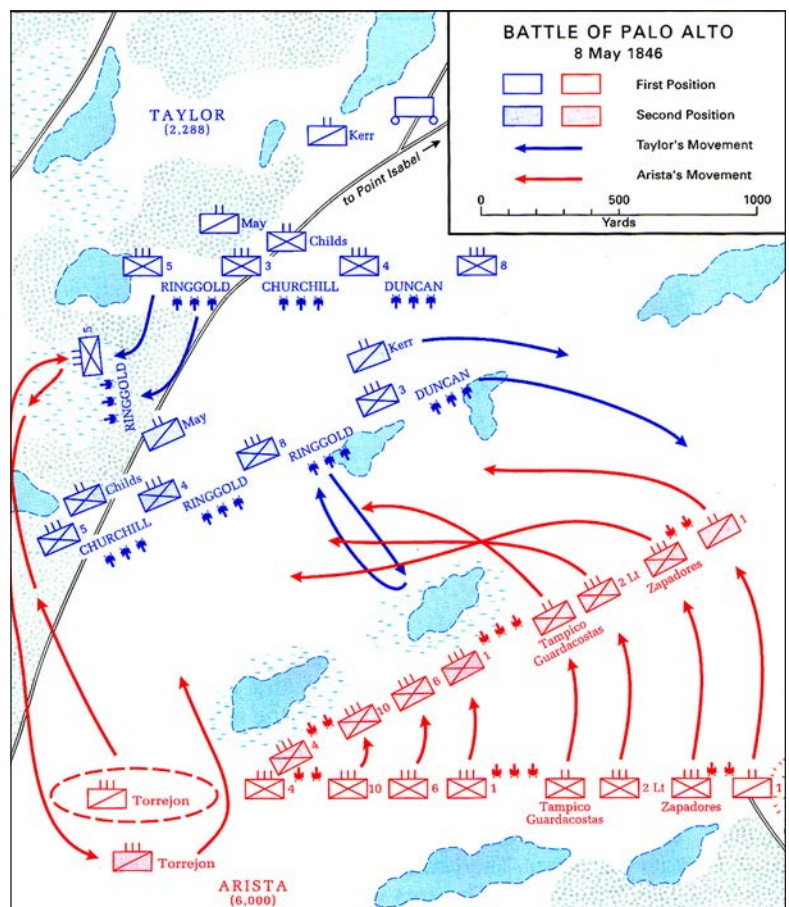 BATTLE OF PALO ALTO
8 May 1846
First Position
Second Position
Taylor's Movement
Arista's Movement
0 500 1000
Yards
TAYLOR
(2,288)
Kerr
to Point Isabel
May
Childs
5
3
4
8
RINGGOLD
CHURCHILL
DUNCAN
5
RINGGOLD
Kerr
3
DUNCAN
May
8
RINGGOLD
Childs
4
RINGGOLD
5
CHURCHILL
1
Zapadores
2 Lt
Tampico
Guardacostas
1
6
10
4
Torrejon
4
10
6
1
Tampico
Guardacostas
2 Lt
Zapadores
1
Torrejon
ARISTA
(6,000)